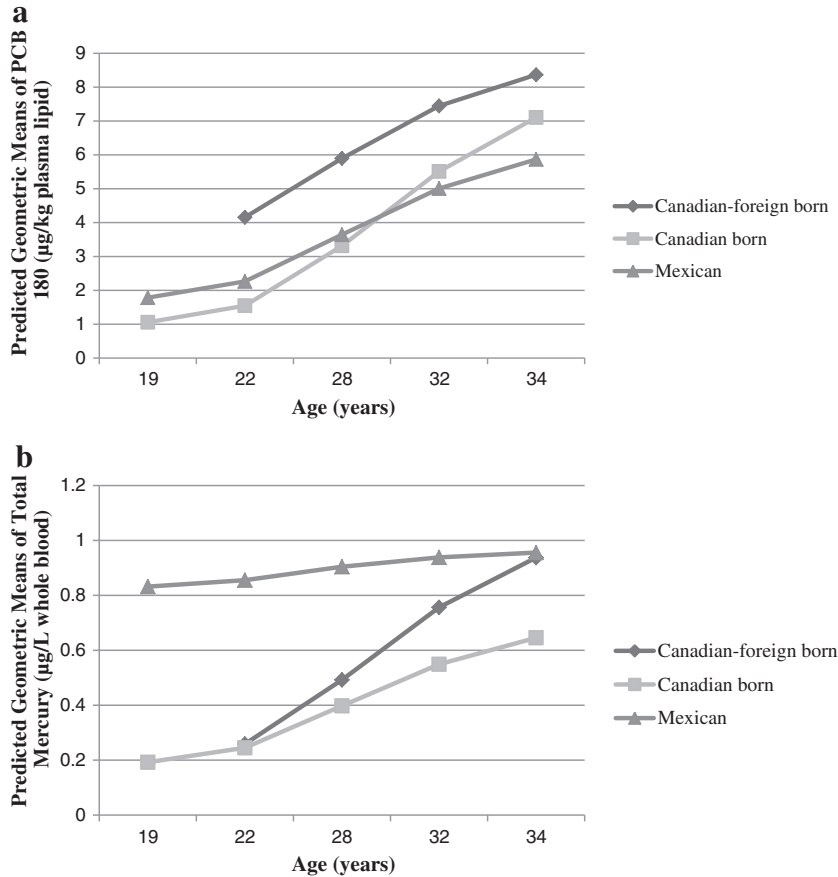 a
Predicted Geometric Means of PCB
180 (µg/kg plasma lipid)
9
8
7
6
5
4
3
2
1
0
19 22 28 32 34
Age (years)
Canadian-foreign born
Canadian born
Mexican
b
Predicted Geometric Means of Total
Mercury (µg/L whole blood)
1.2
1
0.8
0.6
0.4
0.2
0
19 22 28 32 34
Age (years)
Canadian-foreign born
Canadian born
Mexican